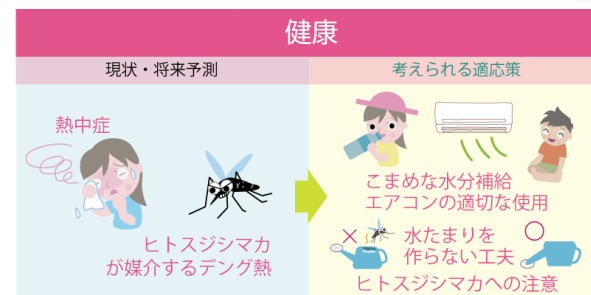 健康
現状・将来予測
考えられる適応策
熱中症
ヒトスジシマカ
が媒介するデング熱
こまめな水分補給
エアコンの適切な使用
水たまりを
作らない工夫
ヒトスジシマカへの注意